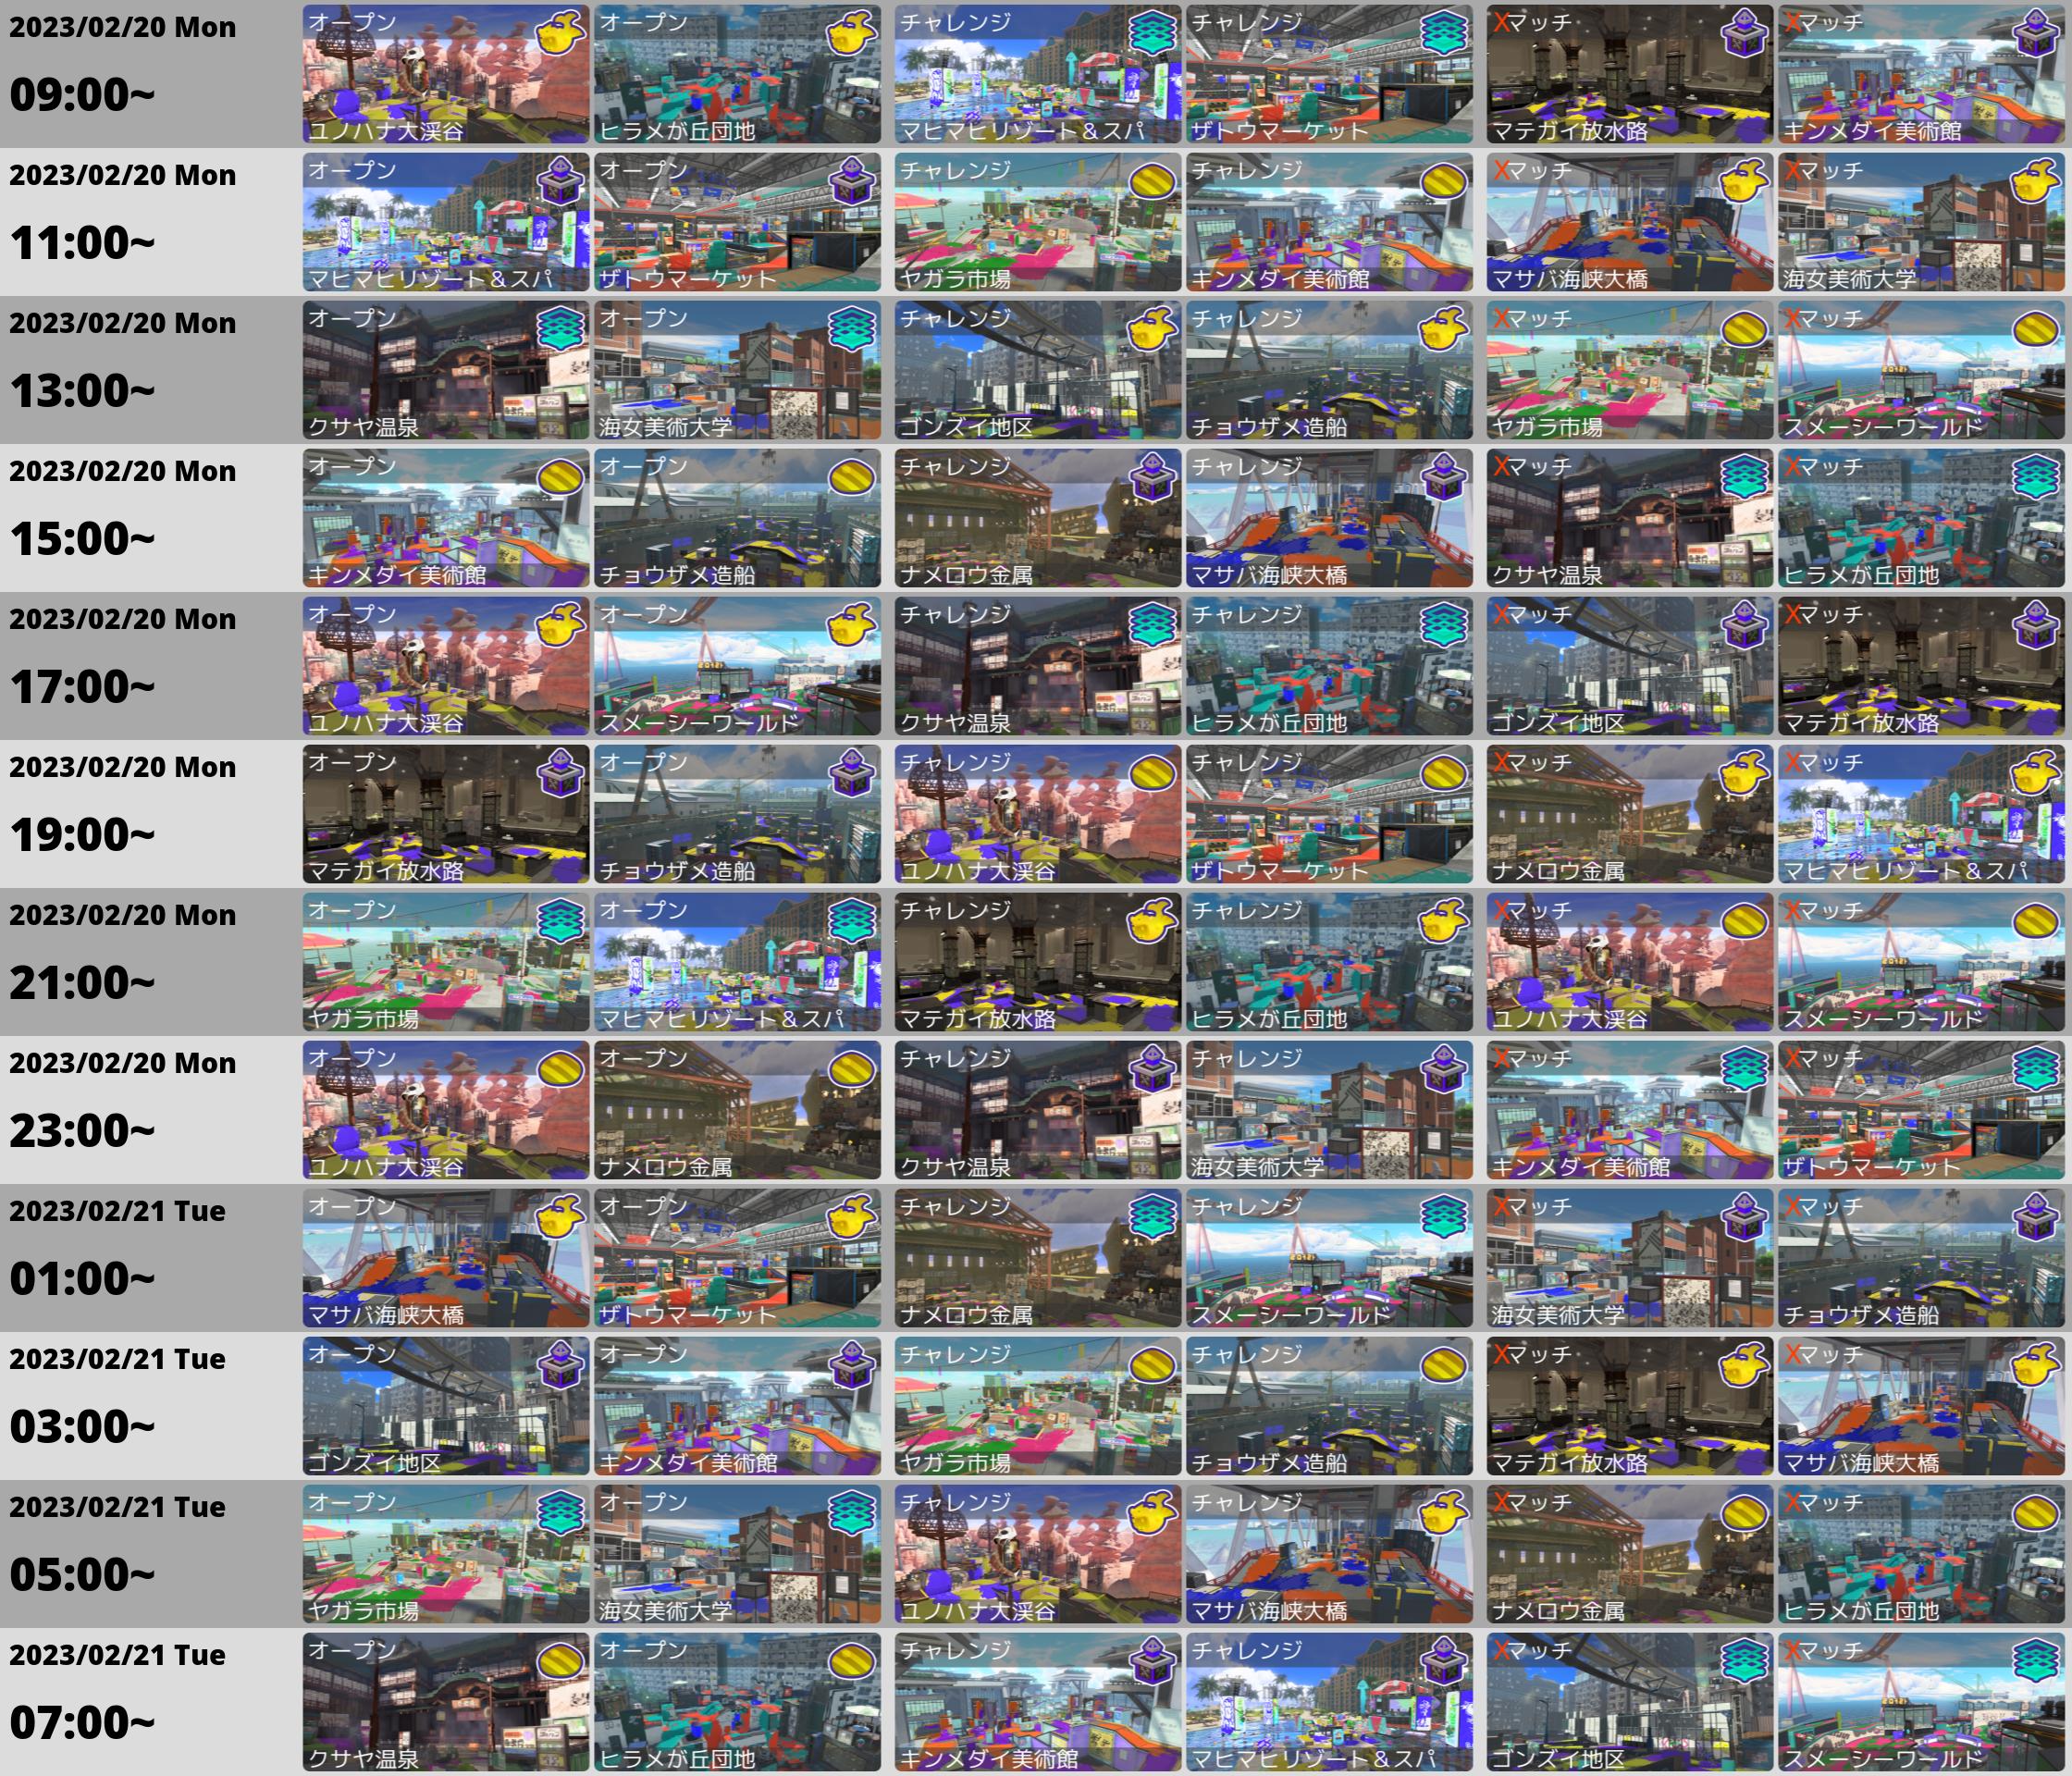 2023/02/20 Mon
09:00~
オープン オープン チャレンジ チャレンジ Xマッチ Xマッチ
ユノハナ大渓谷 ヒラメが丘団地 マヒマヒリゾート＆スパ ザトウマーケット マテガイ放水路 キンメダイ美術館
2023/02/20 Mon
11:00~
オープン オープン チャレンジ チャレンジ Xマッチ Xマッチ
マヒマヒリゾート＆スパ ザトウマーケット ヤガラ市場 キンメダイ美術館 マサバ海峡大橋 海女美術大学
2023/02/20 Mon
13:00~
オープン オープン チャレンジ チャレンジ Xマッチ Xマッチ
クサヤ温泉 海女美術大学 ゴンズイ地区 チョウザメ造船 ヤガラ市場 スメーシーワールド
2023/02/20 Mon
15:00~
オープン オープン チャレンジ チャレンジ Xマッチ Xマッチ
キンメダイ美術館 チョウザメ造船 ナメロウ金属 マサバ海峡大橋 クサヤ温泉 ヒラメが丘団地
2023/02/20 Mon
17:00~
オープン オープン チャレンジ チャレンジ Xマッチ Xマッチ
ユノハナ大渓谷 スメーシーワールド クサヤ温泉 ヒラメが丘団地 ゴンズイ地区 マテガイ放水路
2023/02/20 Mon
19:00~
オープン オープン チャレンジ チャレンジ Xマッチ Xマッチ
マテガイ放水路 チョウザメ造船 ユノハナ大渓谷 ザトウマーケット ナメロウ金属 マヒマヒリゾート＆スパ
2023/02/20 Mon
21:00~
オープン オープン チャレンジ チャレンジ Xマッチ Xマッチ
ヤガラ市場 マヒマヒリゾート＆スパ マテガイ放水路 ヒラメが丘団地 ユノハナ大渓谷 スメーシーワールド
2023/02/20 Mon
23:00~
オープン オープン チャレンジ チャレンジ Xマッチ Xマッチ
ユノハナ大渓谷 ナメロウ金属 クサヤ温泉 海女美術大学 キンメダイ美術館 ザトウマーケット
2023/02/21 Tue
01:00~
オープン オープン チャレンジ チャレンジ Xマッチ Xマッチ
マサバ海峡大橋 ザトウマーケット ナメロウ金属 スメーシーワールド 海女美術大学 チョウザメ造船
2023/02/21 Tue
03:00~
オープン オープン チャレンジ チャレンジ Xマッチ Xマッチ
ゴンズイ地区 キンメダイ美術館 ヤガラ市場 チョウザメ造船 マテガイ放水路 マサバ海峡大橋
2023/02/21 Tue
05:00~
オープン オープン チャレンジ チャレンジ Xマッチ Xマッチ
ヤガラ市場 海女美術大学 ユノハナ大渓谷 マサバ海峡大橋 ナメロウ金属 ヒラメが丘団地
2023/02/21 Tue
07:00~
オープン オープン チャレンジ チャレンジ Xマッチ Xマッチ
クサヤ温泉 ヒラメが丘団地 キンメダイ美術館 マヒマヒリゾート＆スパ ゴンズイ地区 スメーシーワールド